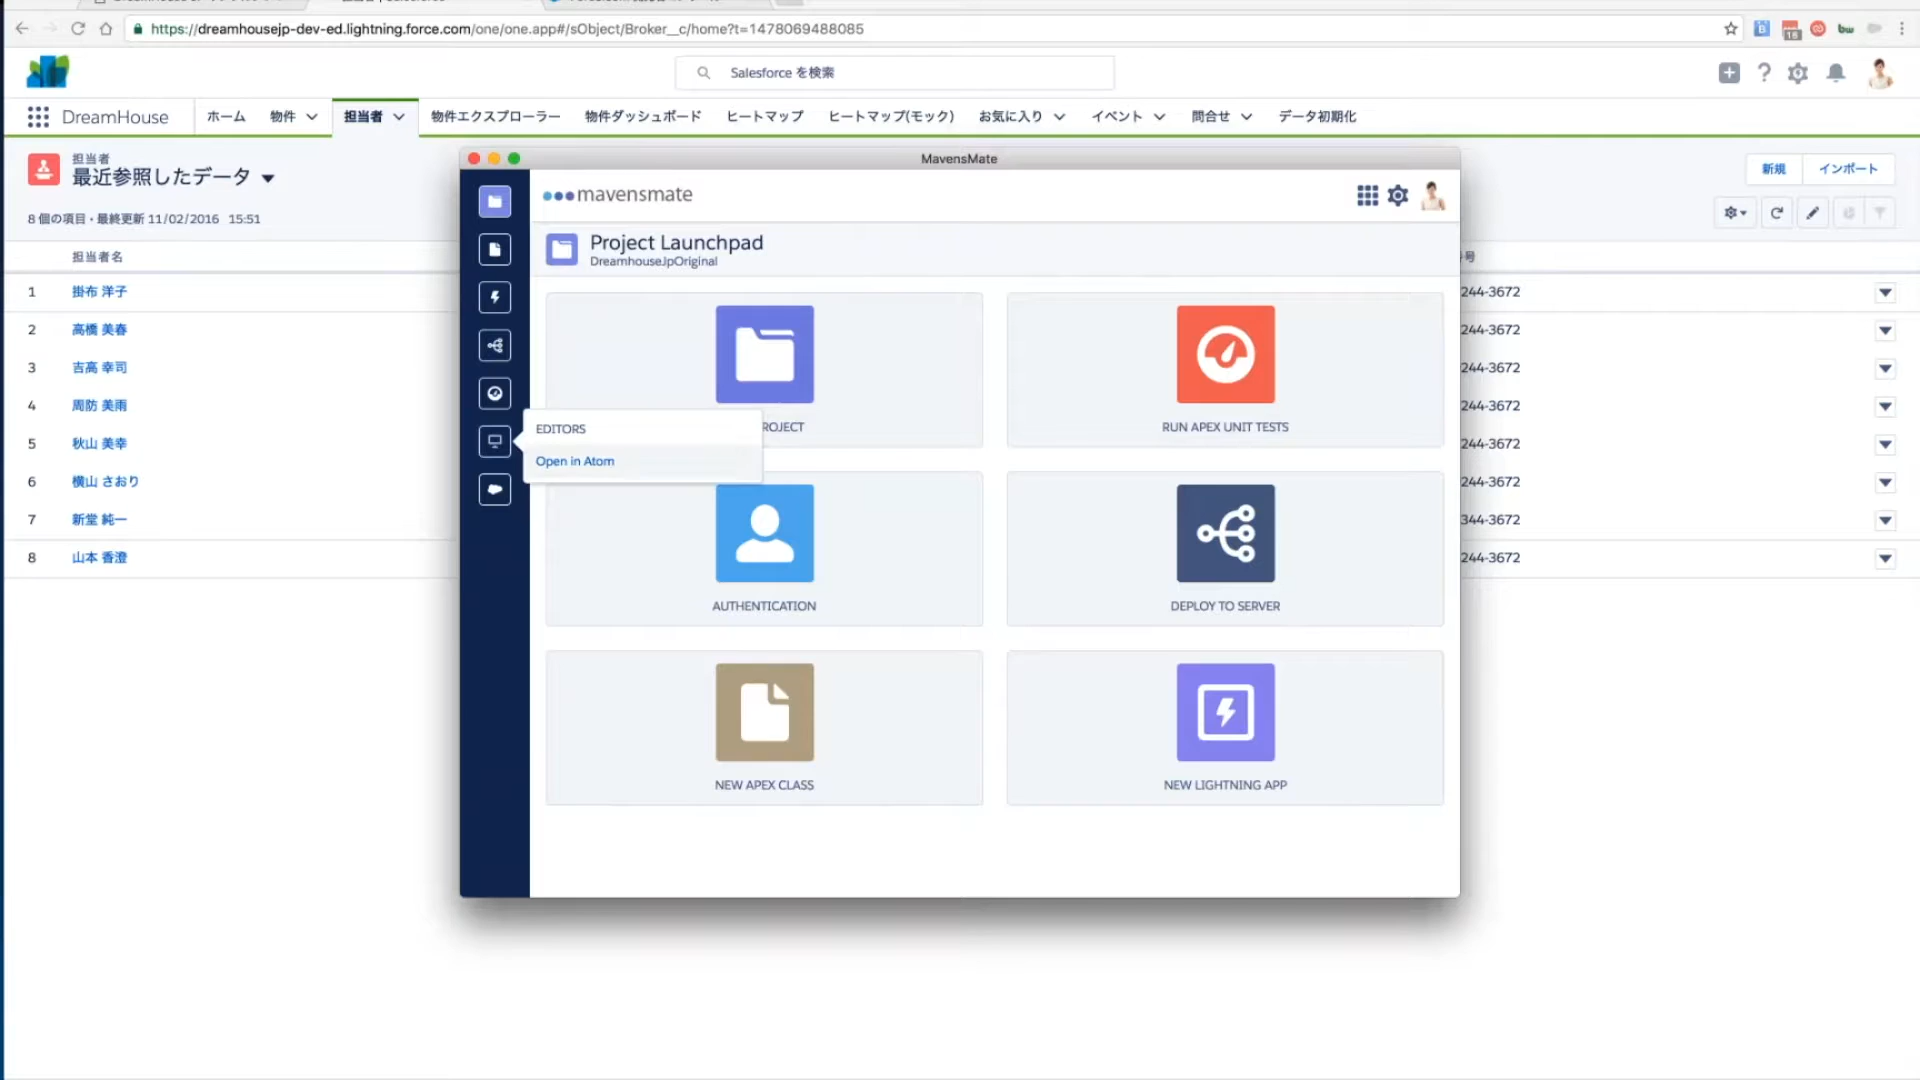 https://dreamhousejp-dev-ed.lightning.force.com/one/one.app#/sObject/Broker__c/home?t=1478069488085
15
bw
Salesforce を検索
DreamHouse
ホーム
物件
担当者
物件エクスプローラー
物件ダッシュボード
ヒートマップ
ヒートマップ(モック)
お気に入り
イベント
問合せ
データ初期化
担当者
最近参照したデータ
新規
インポート
8 個の項目・最終更新 11/02/2016 15:51
担当者名
号
1 掛布 洋子 244-3672
2 高橋 美春 244-3672
3 吉高 幸司 244-3672
4 周防 美雨 244-3672
5 秋山 美幸 244-3672
6 横山 さおり 244-3672
7 新堂 純一 344-3672
8 山本 香澄 244-3672
MavensMate
mavensmate
Project Launchpad
DreamhouseJpOriginal
EDITORS
Open in Atom
ROJECT
RUN APEX UNIT TESTS
AUTHENTICATION
DEPLOY TO SERVER
NEW APEX CLASS
NEW LIGHTNING APP